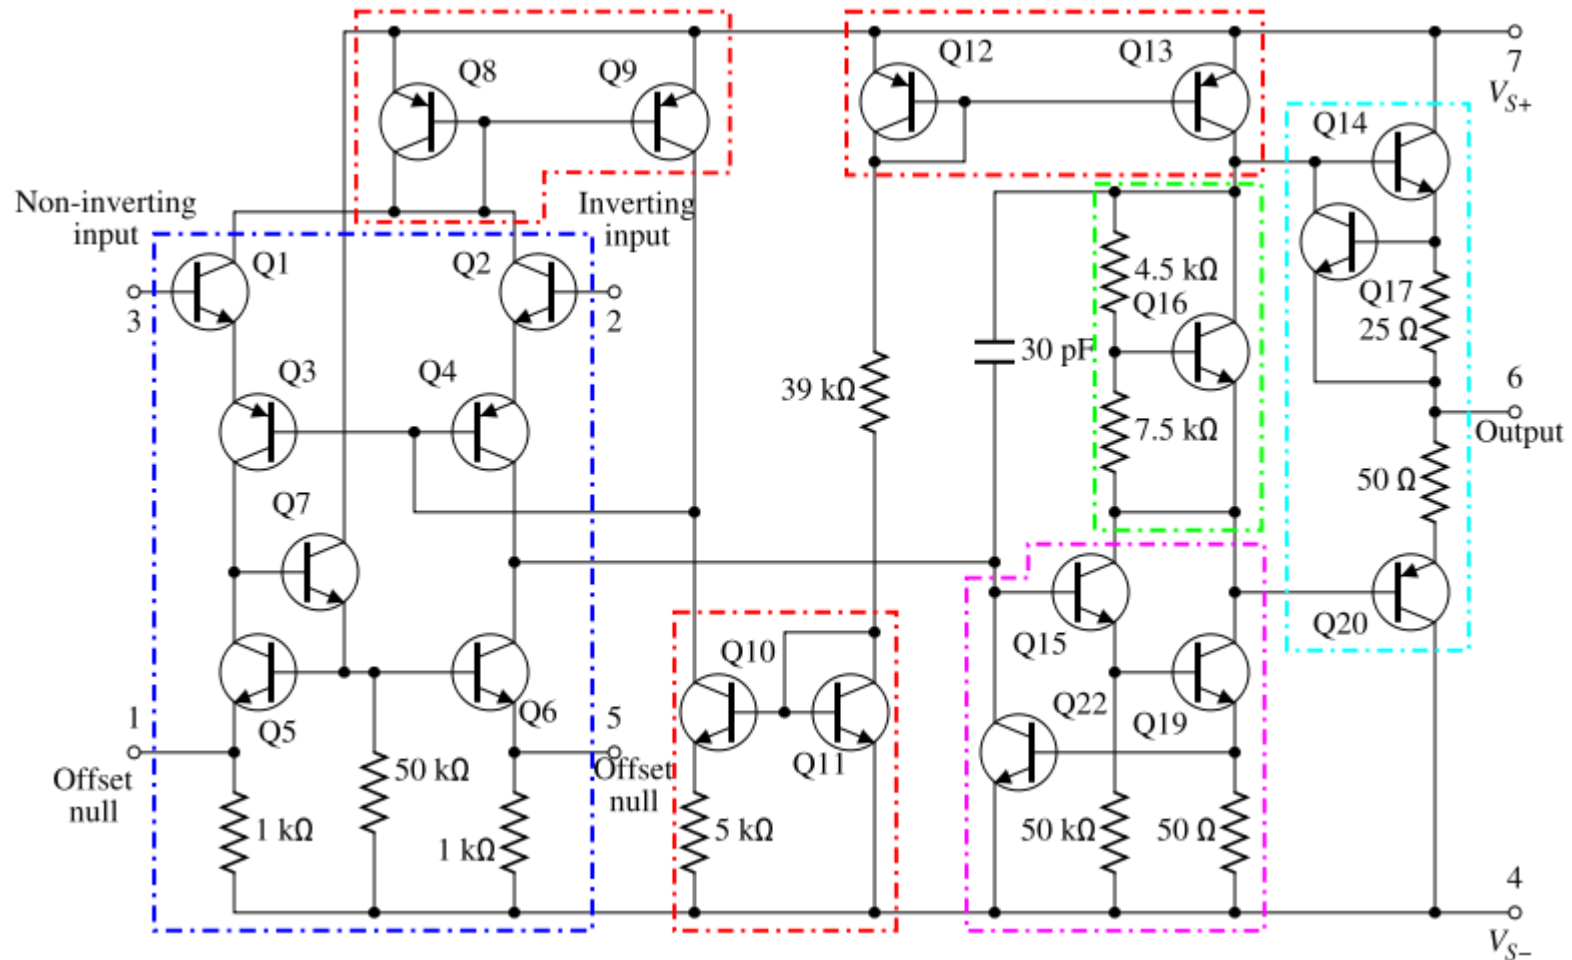 Q8
Q9
Q12
Q13
7
V_S+
Q14
Non-inverting
input
Inverting
input
Q1
Q2
3
2
4.5 kΩ
Q16
Q17
25 Ω
30 pF
Q3
Q4
39 kΩ
7.5 kΩ
6
Output
50 Ω
Q7
Q15
Q20
Q10
Q5
Q6
1
5
Offset
null
Offset
null
50 kΩ
Q11
Q22
Q19
1 kΩ
1 kΩ
5 kΩ
50 kΩ
50 Ω
4
V_S−